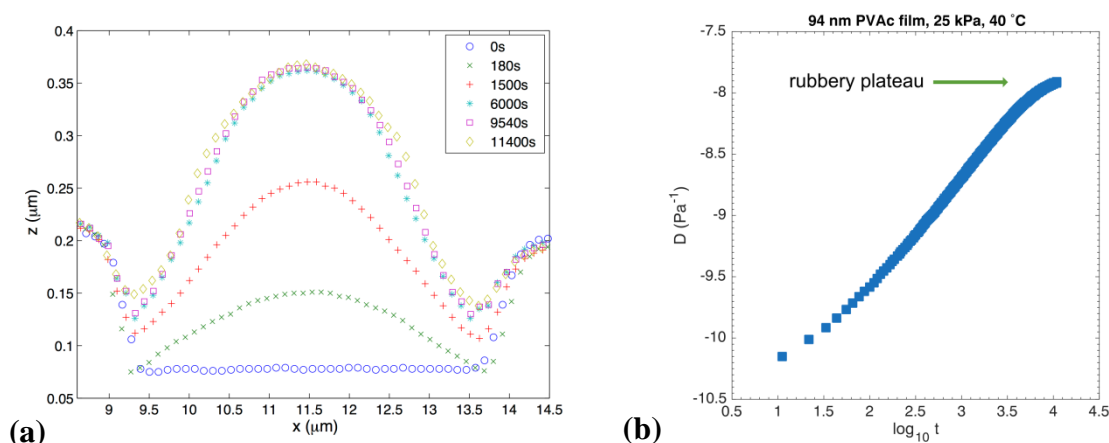 0.4
0.35
0.3
0.25
0.2
0.15
0.1
0.05
z (μm)
9 9.5 10 10.5 11 11.5 12 12.5 13 13.5 14 14.5
x (μm)
0s
180s
1500s
6000s
9540s
11400s
(a)
94 nm PVAc film, 25 kPa, 40 °C
-7.5
-8
-8.5
-9
-9.5
-10
-10.5
D (Pa⁻¹)
rubbery plateau
0.5 1 1.5 2 2.5 3 3.5 4 4.5
log₁₀ t
(b)